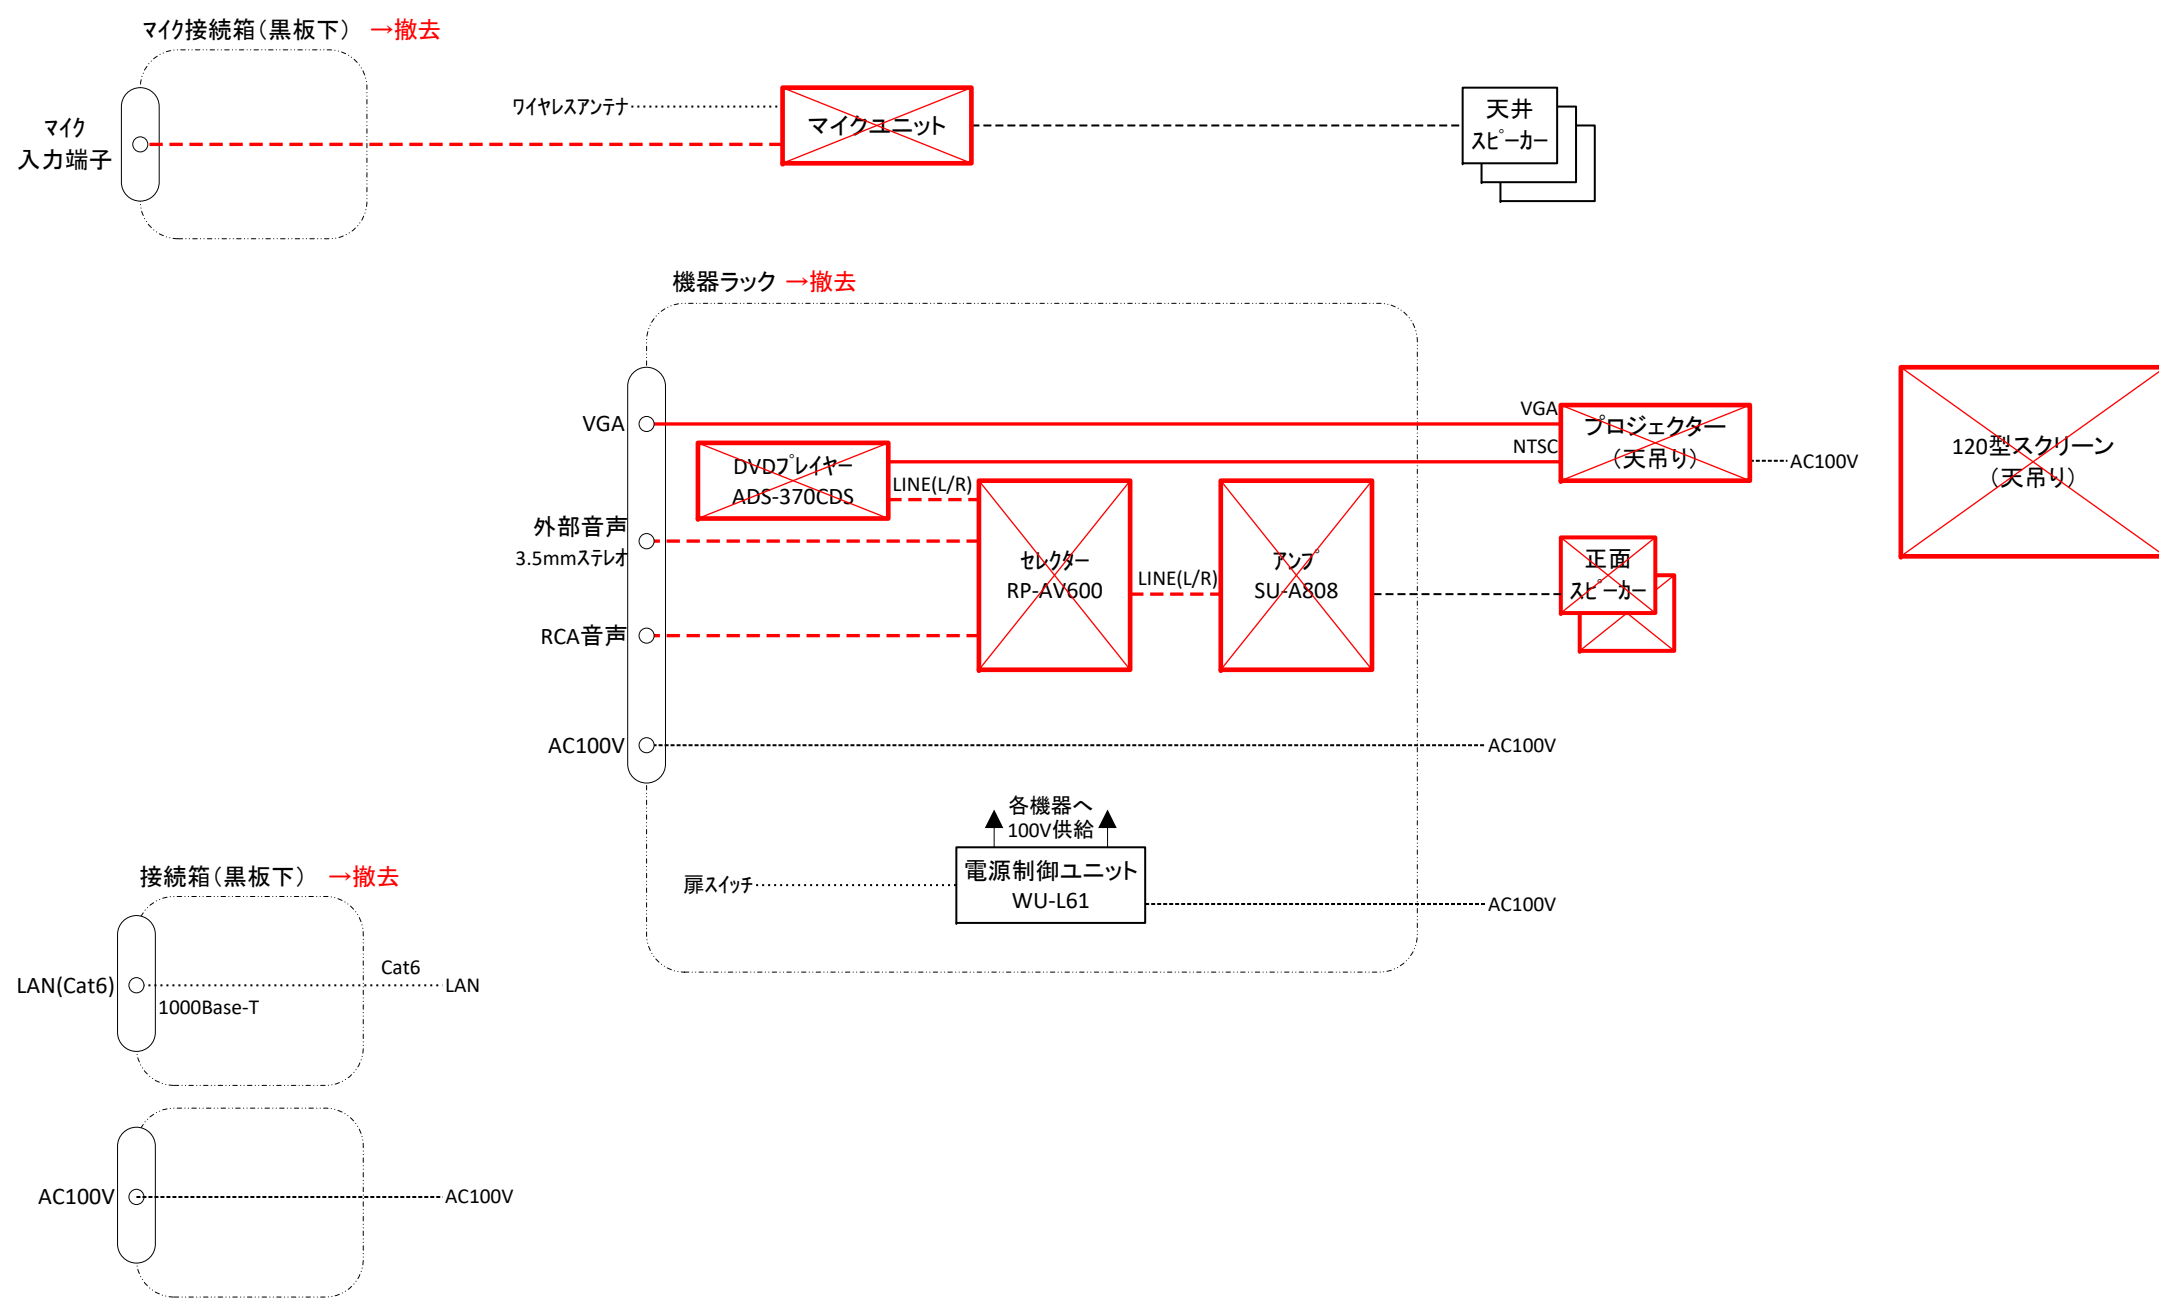 マイク接続箱（黒板下） →撤去
マイク
入力端子
ワイヤレスアンテナ
マイクユニット
天井
スピーカー
機器ラック →撤去
VGA
DVDプレイヤー
ADS-370CDS
LINE(L/R)
外部音声
3.5mmステレオ
RCA音声
セレクター
RP-AV600
LINE(L/R)
アンプ
SU-A808
VGA
NTSC
プロジェクター
（天吊り）
AC100V
120型スクリーン
（天吊り）
正面
スピーカー
AC100V
AC100V
各機器へ
100V供給
扉スイッチ
電源制御ユニット
WU-L61
AC100V
接続箱（黒板下） →撤去
LAN(Cat6)
1000Base-T
Cat6
LAN
AC100V
AC100V